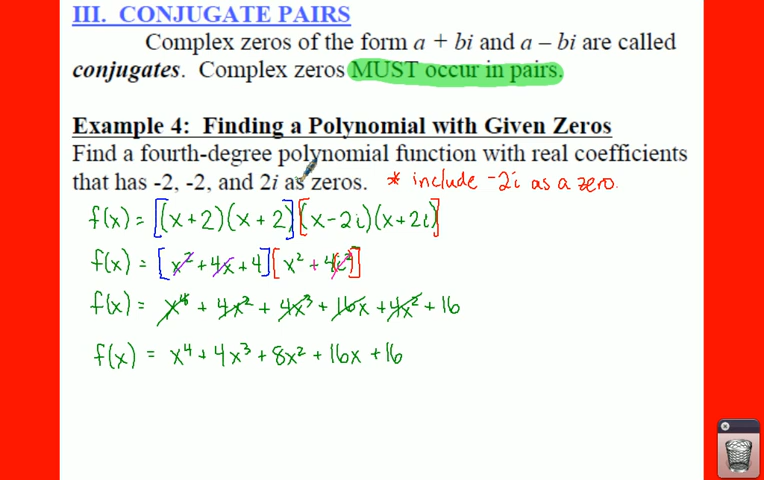 III. CONJUGATE PAIRS
Complex zeros of the form a + bi and a – bi are called
conjugates. Complex zeros MUST occur in pairs.
Example 4: Finding a Polynomial with Given Zeros
Find a fourth-degree polynomial function with real coefficients
that has -2, -2, and 2i as zeros. * include -2i as a zero.
f(x) = [(x+2)(x+2)][(x-2i)(x+2i)]
f(x) = [x² + 4x + 4][x² + 4i²]
f(x) = x⁴ + 4x² + 4x³ + 16x + 4x² + 16
f(x) = x⁴ + 4x³ + 8x² + 16x + 16